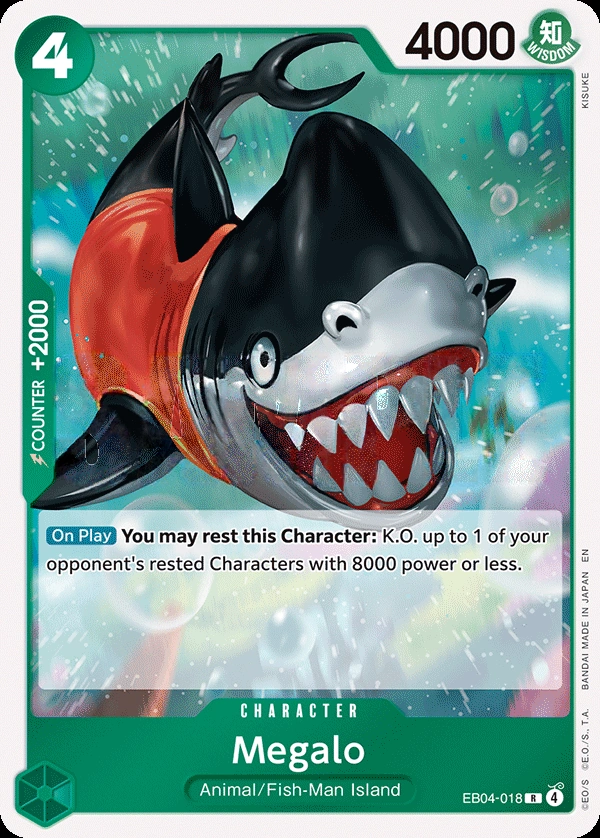 4
4000
知
WISDOM
KISUKE
COUNTER +2000
On Play You may rest this Character: K.O. up to 1 of your
opponent's rested Characters with 8000 power or less.
CHARACTER
Megalo
Animal/Fish-Man Island
EB04-018 R 4
©EO/S ©E.O./S., T.A. BANDAI MADE IN JAPAN EN